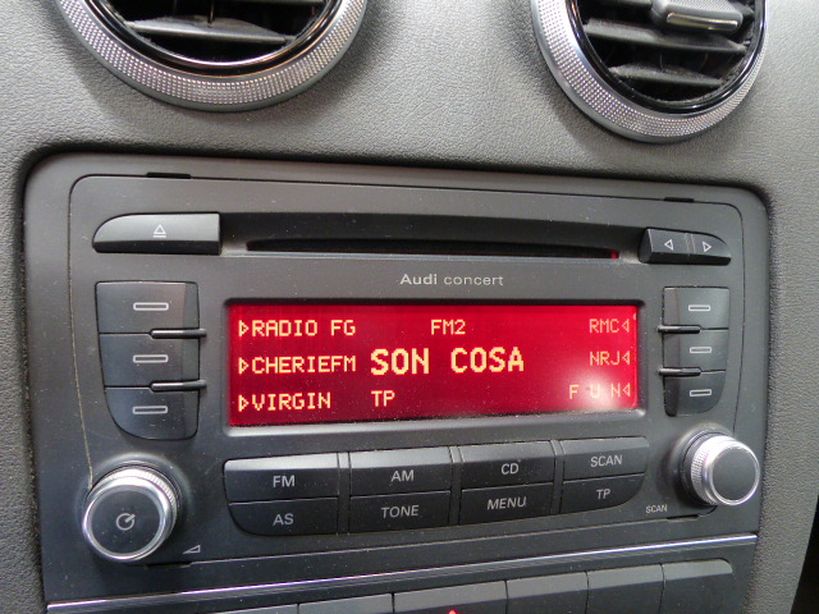 Audi concert
RADIO FG FM2 RMC
CHERIEFM SON COSA NRJ
VIRGIN TP F U N
FM AM CD SCAN
AS TONE MENU TP
SCAN